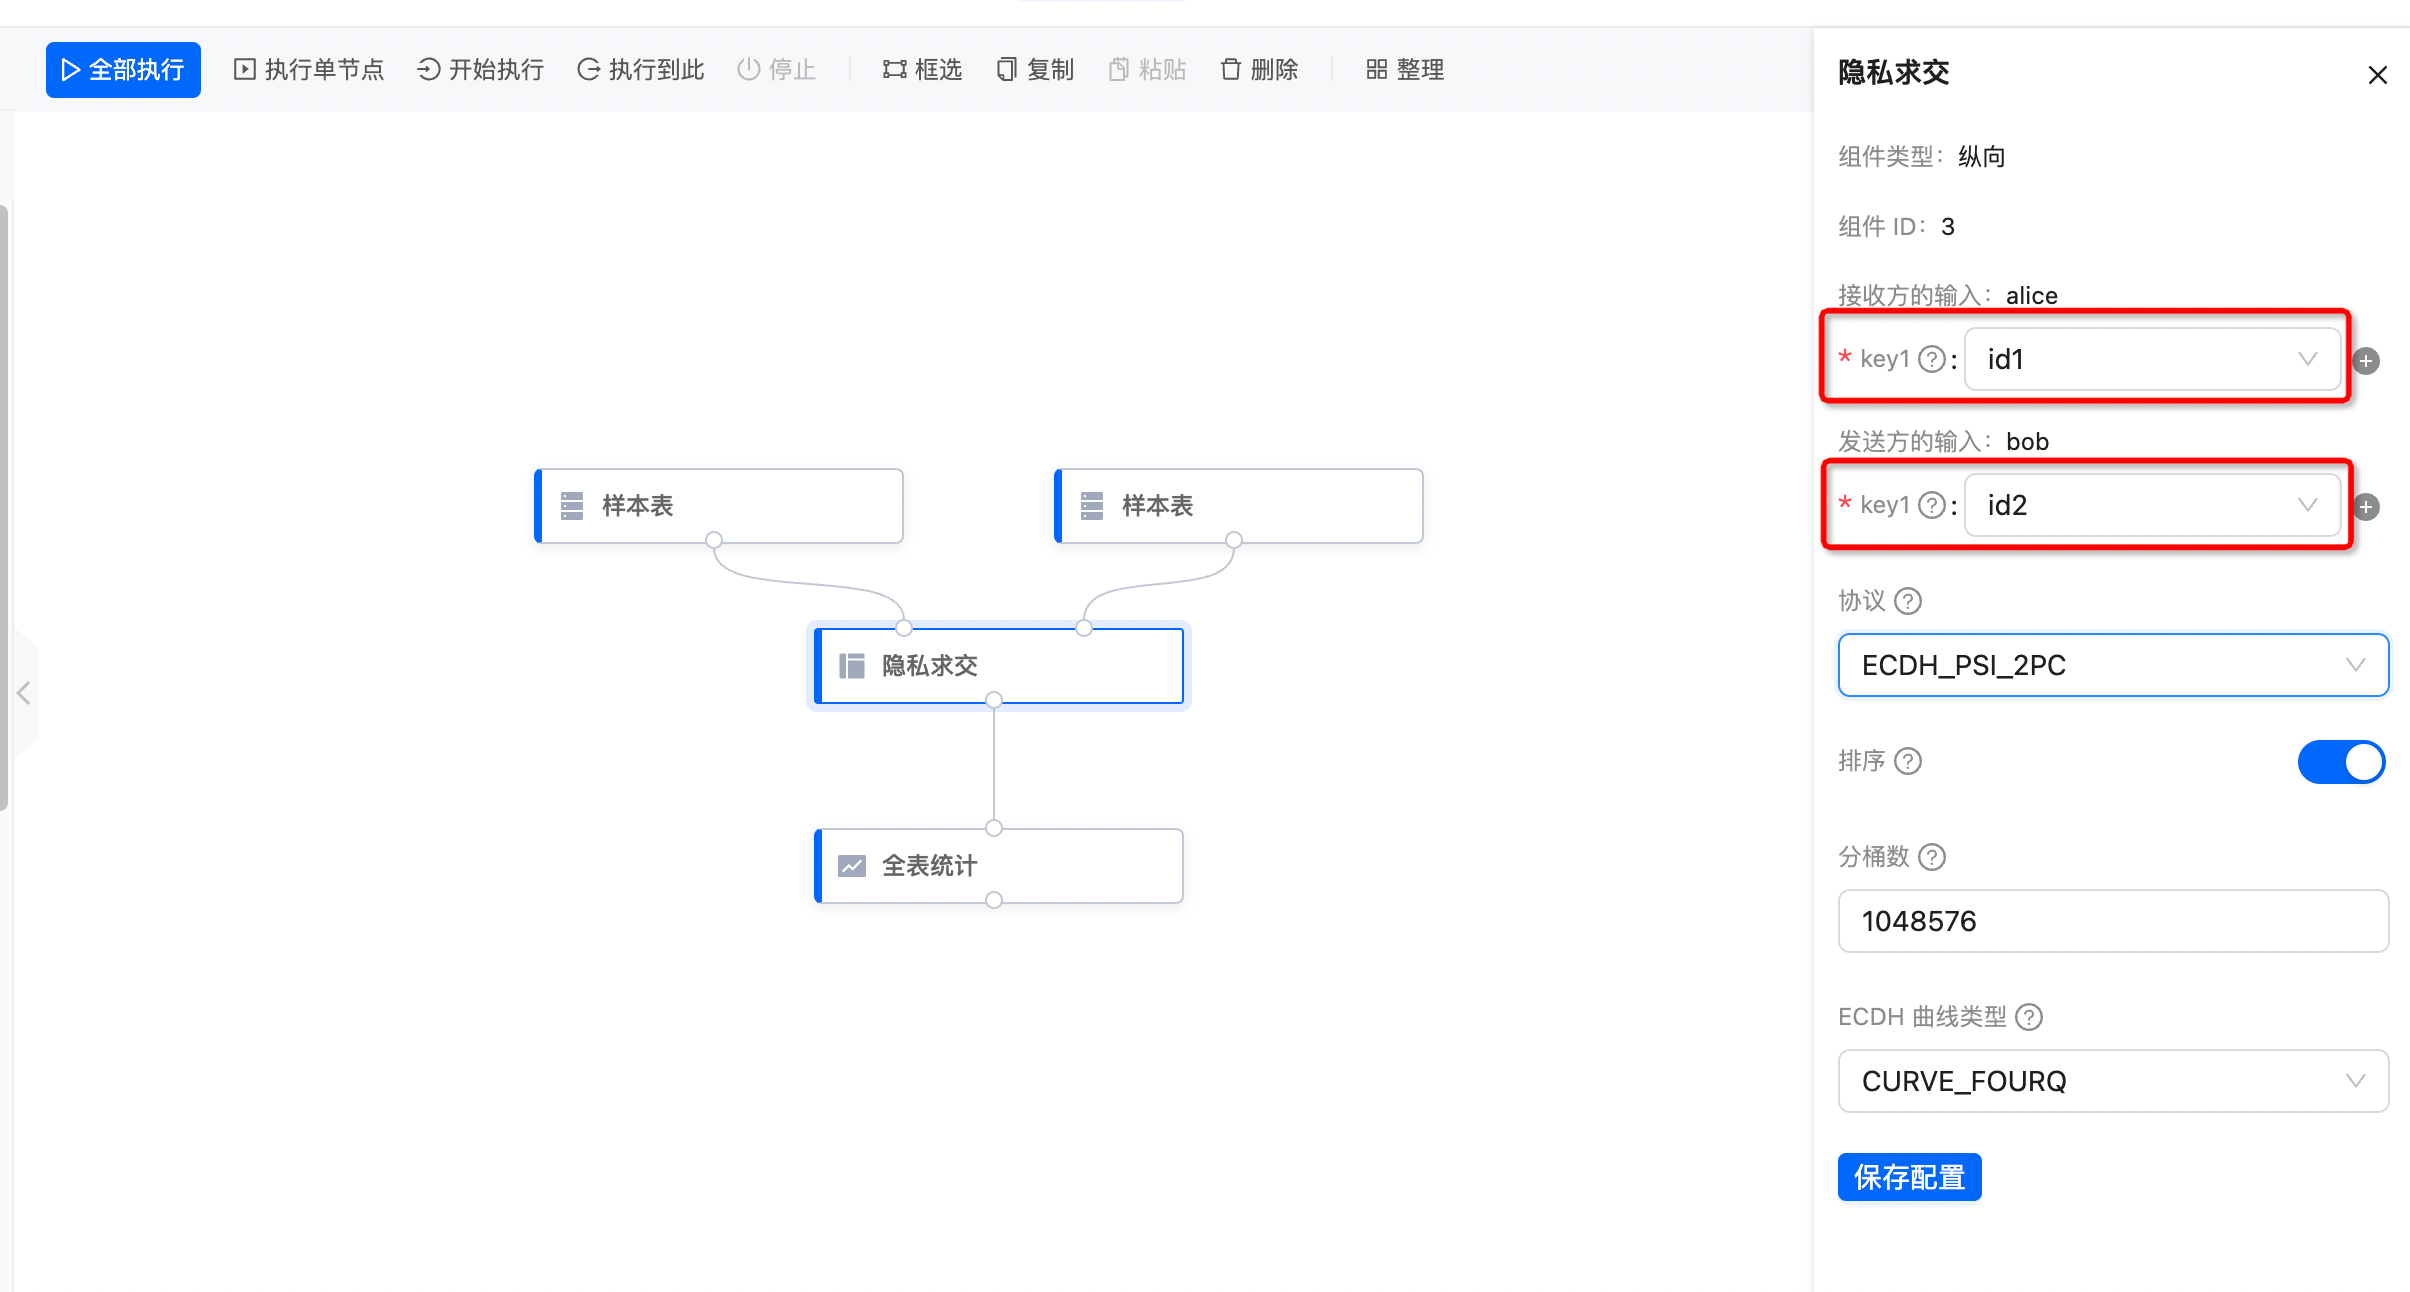 全部执行 执行单节点 开始执行 执行到此 停止 框选 复制 粘贴 删除 整理
样本表 样本表
隐私求交
全表统计
隐私求交
组件类型： 纵向
组件 ID： 3
接收方的输入： alice
* key1 ? : id1
发送方的输入： bob
* key1 ? : id2
协议 ?
ECDH_PSI_2PC
排序 ?
分桶数 ?
1048576
ECDH 曲线类型 ?
CURVE_FOURQ
保存配置